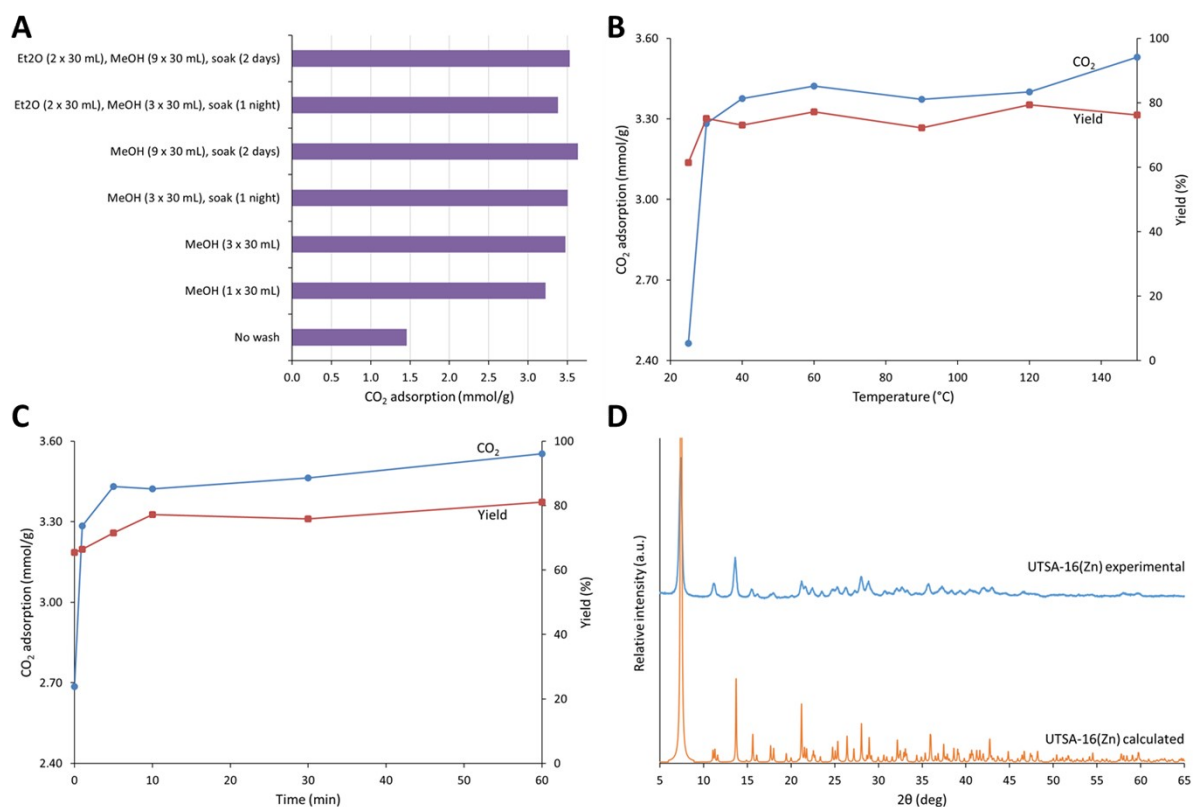 A
Et2O (2 x 30 mL), MeOH (9 x 30 mL), soak (2 days)
Et2O (2 x 30 mL), MeOH (3 x 30 mL), soak (1 night)
MeOH (9 x 30 mL), soak (2 days)
MeOH (3 x 30 mL), soak (1 night)
MeOH (3 x 30 mL)
MeOH (1 x 30 mL)
No wash
0.0 0.5 1.0 1.5 2.0 2.5 3.0 3.5
CO₂ adsorption (mmol/g)
B
3.60
3.30
3.00
2.70
2.40
CO₂ adsorption (mmol/g)
CO₂
Yield
100
80
60
40
20
0
Yield (%)
20 40 60 80 100 120 140
Temperature (°C)
C
3.60
3.30
3.00
2.70
2.40
CO₂ adsorption (mmol/g)
CO₂
Yield
100
80
60
40
20
0
Yield (%)
0 10 20 30 40 50 60
Time (min)
D
Relative intensity (a.u.)
UTSA-16(Zn) experimental
UTSA-16(Zn) calculated
5 10 15 20 25 30 35 40 45 50 55 60 65
2θ (deg)